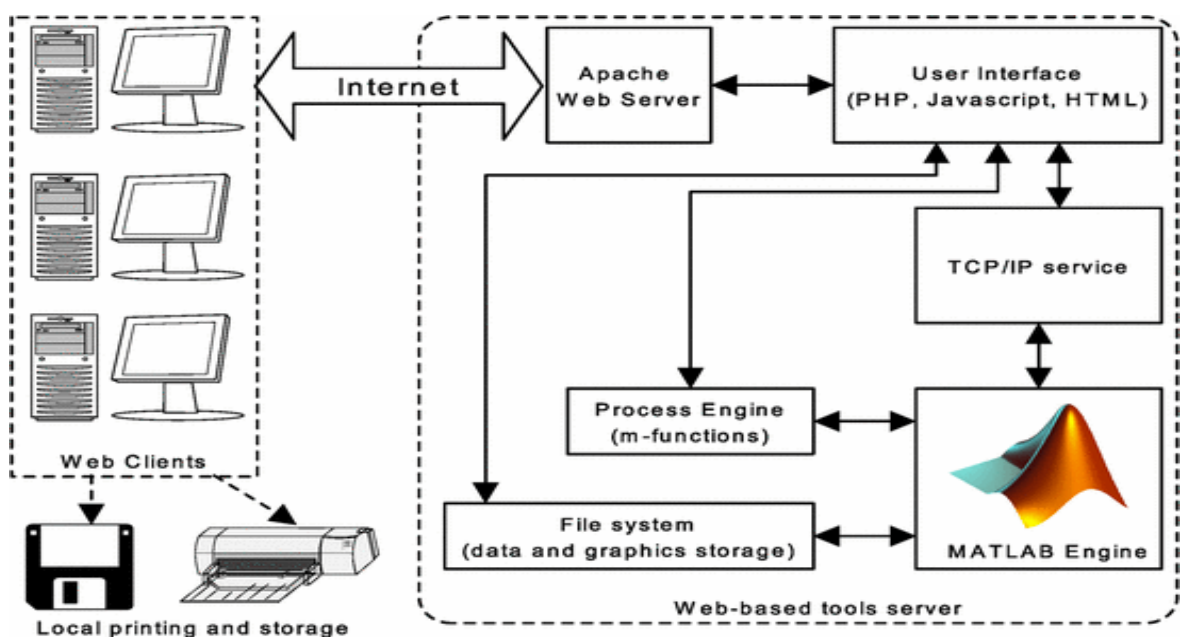 Internet
Apache
Web Server
User Interface
(PHP, Javascript, HTML)
TCP/IP service
Process Engine
(m-functions)
Web Clients
File system
(data and graphics storage)
MATLAB Engine
Web-based tools server
Local printing and storage